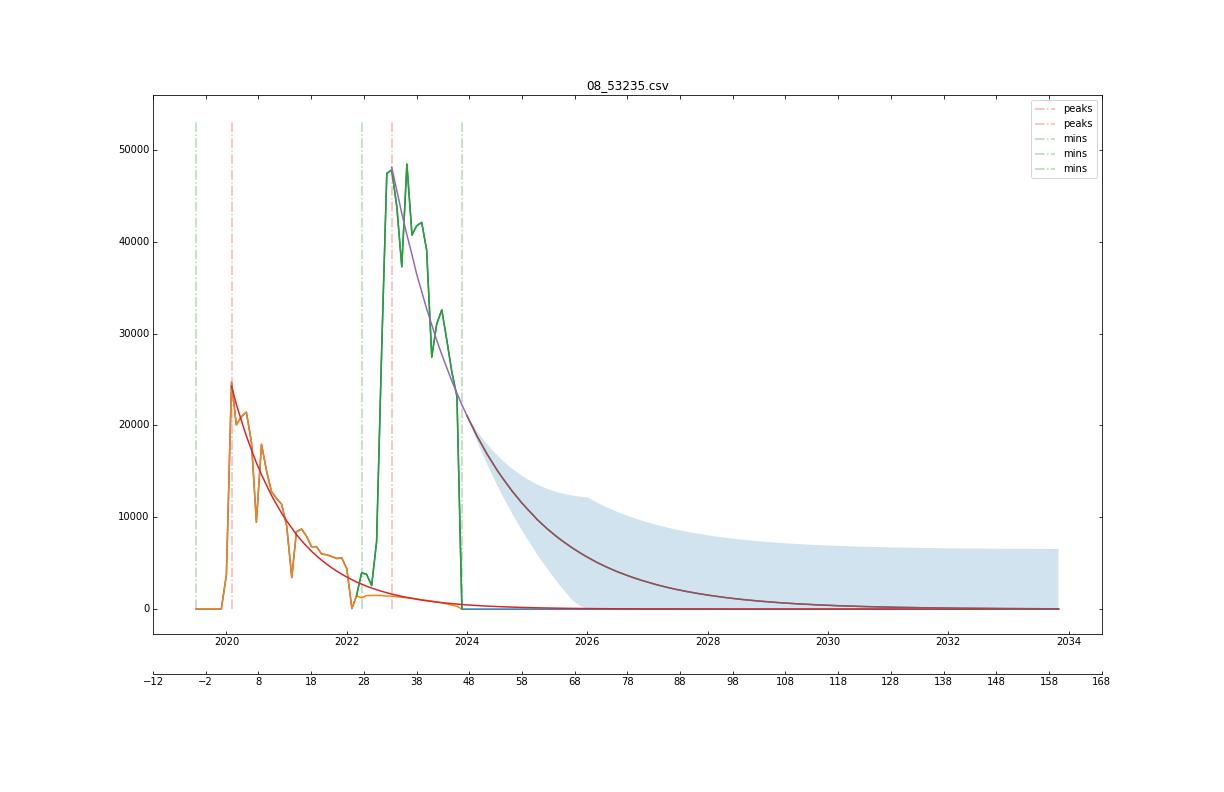 08_53235.csv
peaks
peaks
mins
mins
mins
50000
40000
30000
20000
10000
0
2020 2022 2024 2026 2028 2030 2032 2034
−12 −2 8 18 28 38 48 58 68 78 88 98 108 118 128 138 148 158 168